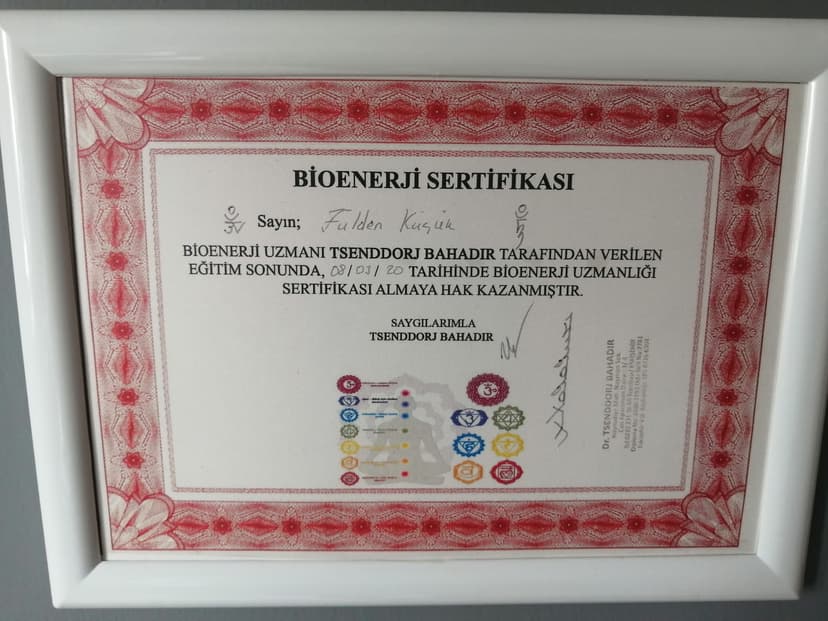 BİOENERJİ SERTİFİKASI
Sayın; Fulden Küçük
BİOENERJİ UZMANI TSENDDORJ BAHADIR TARAFINDAN VERİLEN
EĞİTİM SONUNDA, 08/03/20 TARİHİNDE BİOENERJİ UZMANLIĞI
SERTİFİKASI ALMAYA HAK KAZANMIŞTIR.
SAYGILARIMLA
TSENDDORJ BAHADIR
Dr. TSENDDORJ BAHADIR